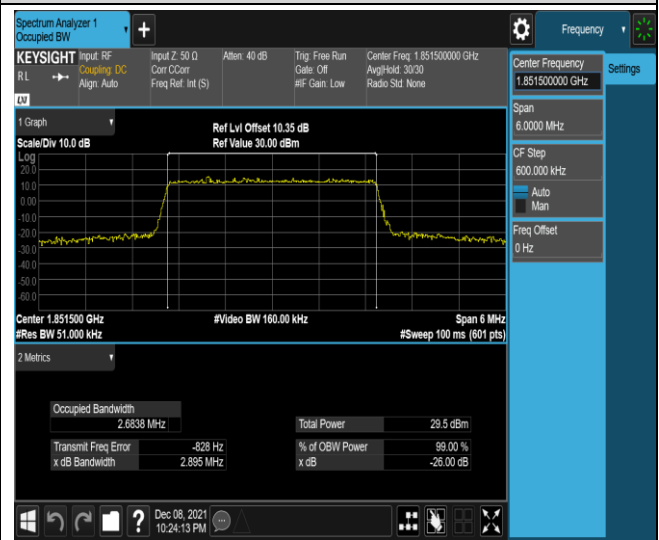 Spectrum Analyzer 1
Occupied BW
+
Frequency
KEYSIGHT
R L
LXI
Input: RF
Coupling: DC
Align: Auto
Input Z: 50 Ω
Corr CCorr
Freq Ref: Int (S)
Atten: 40 dB
Trig: Free Run
Gate: Off
#IF Gain: Low
Center Freq: 1.851500000 GHz
Avg|Hold: 30/30
Radio Std: None
Center Frequency
1.851500000 GHz
Settings
Span
6.0000 MHz
CF Step
600.000 kHz
Auto
Man
Freq Offset
0 Hz
1 Graph
Scale/Div 10.0 dB
Ref Lvl Offset 10.35 dB
Ref Value 30.00 dBm
Log
20.0
10.0
0.00
-10.0
-20.0
-30.0
-40.0
-50.0
-60.0
Center 1.851500 GHz
#Res BW 51.000 kHz
#Video BW 160.00 kHz
Span 6 MHz
#Sweep 100 ms (601 pts)
2 Metrics
Occupied Bandwidth
2.6838 MHz
Total Power 29.5 dBm
Transmit Freq Error -828 Hz
% of OBW Power 99.00 %
x dB Bandwidth 2.895 MHz
x dB -26.00 dB
?
Dec 08, 2021
10:24:13 PM